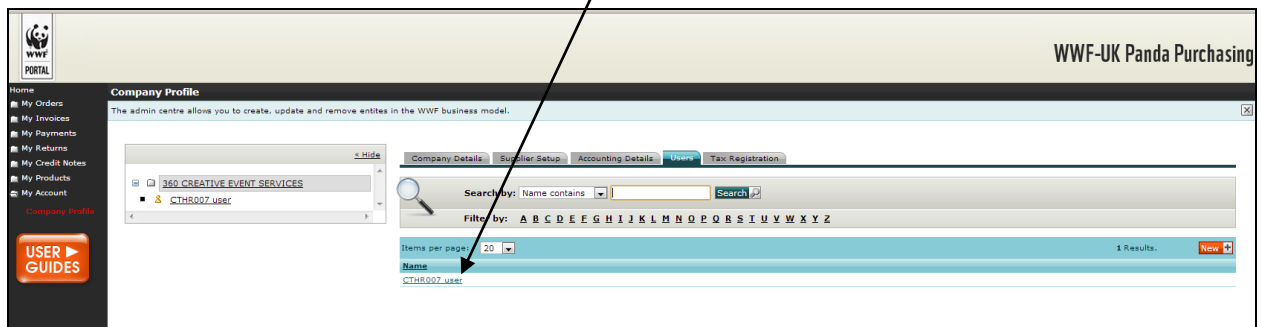 WWF
PORTAL
WWF-UK Panda Purchasing
Home
My Orders
My Invoices
My Payments
My Returns
My Credit Notes
My Products
My Account
Company Profile
USER
GUIDES
Company Profile
The admin centre allows you to create, update and remove entites in the WWF business model.
« Hide
360 CREATIVE EVENT SERVICES
CTHR007 user
Company Details Supplier Setup Accounting Details Users Tax Registration
Search by: Name contains Search
Filter by: A B C D E F G H I J K L M N O P Q R S T U V W X Y Z
Items per page: 20 1 Results. New
Name
CTHR007 user